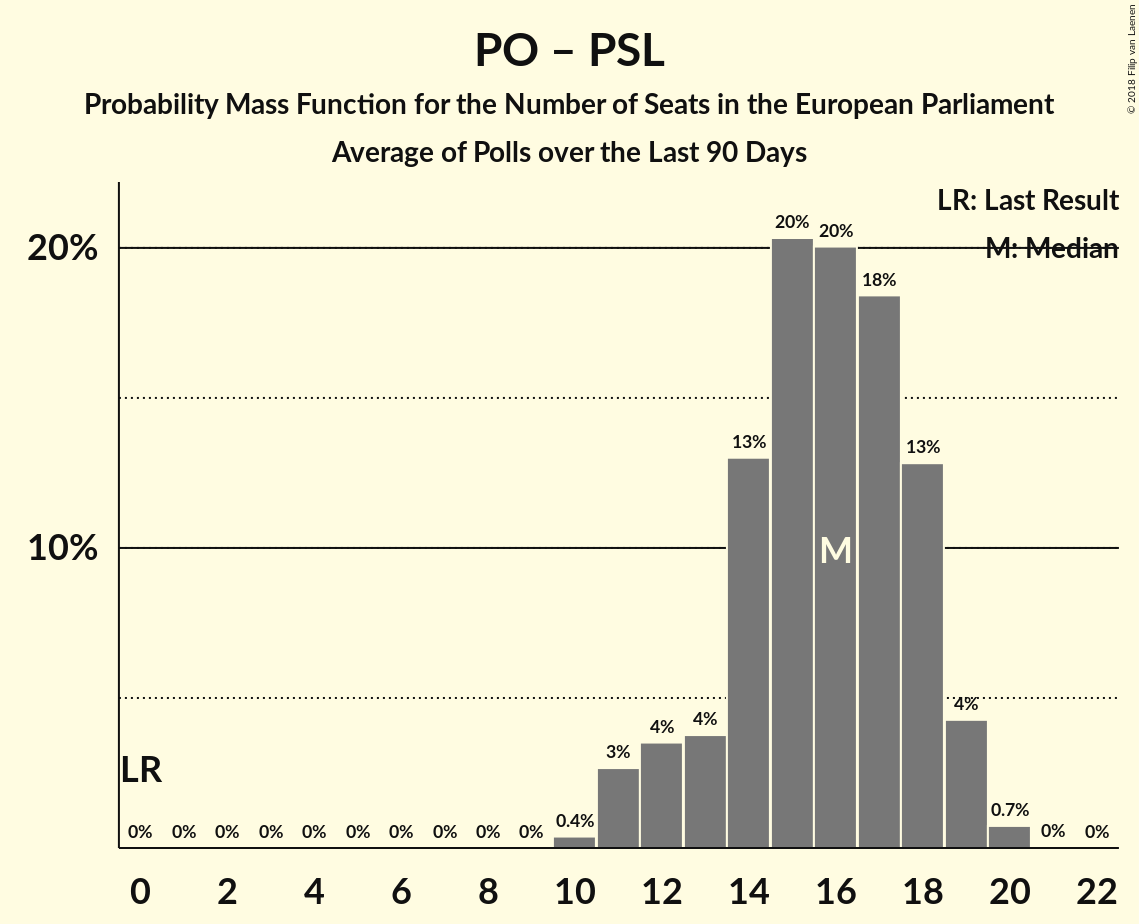 PO – PSL
Probability Mass Function for the Number of Seats in the European Parliament
Average of Polls over the Last 90 Days
© 2018 Filip van Laenen
LR: Last Result
M: Median
20%
10%
20%
20%
18%
13%
13%
M
4%
4%
4%
3%
LR
0% 0% 0% 0% 0% 0% 0% 0% 0% 0% 0.4% 0.7% 0% 0%
0 2 4 6 8 10 12 14 16 18 20 22